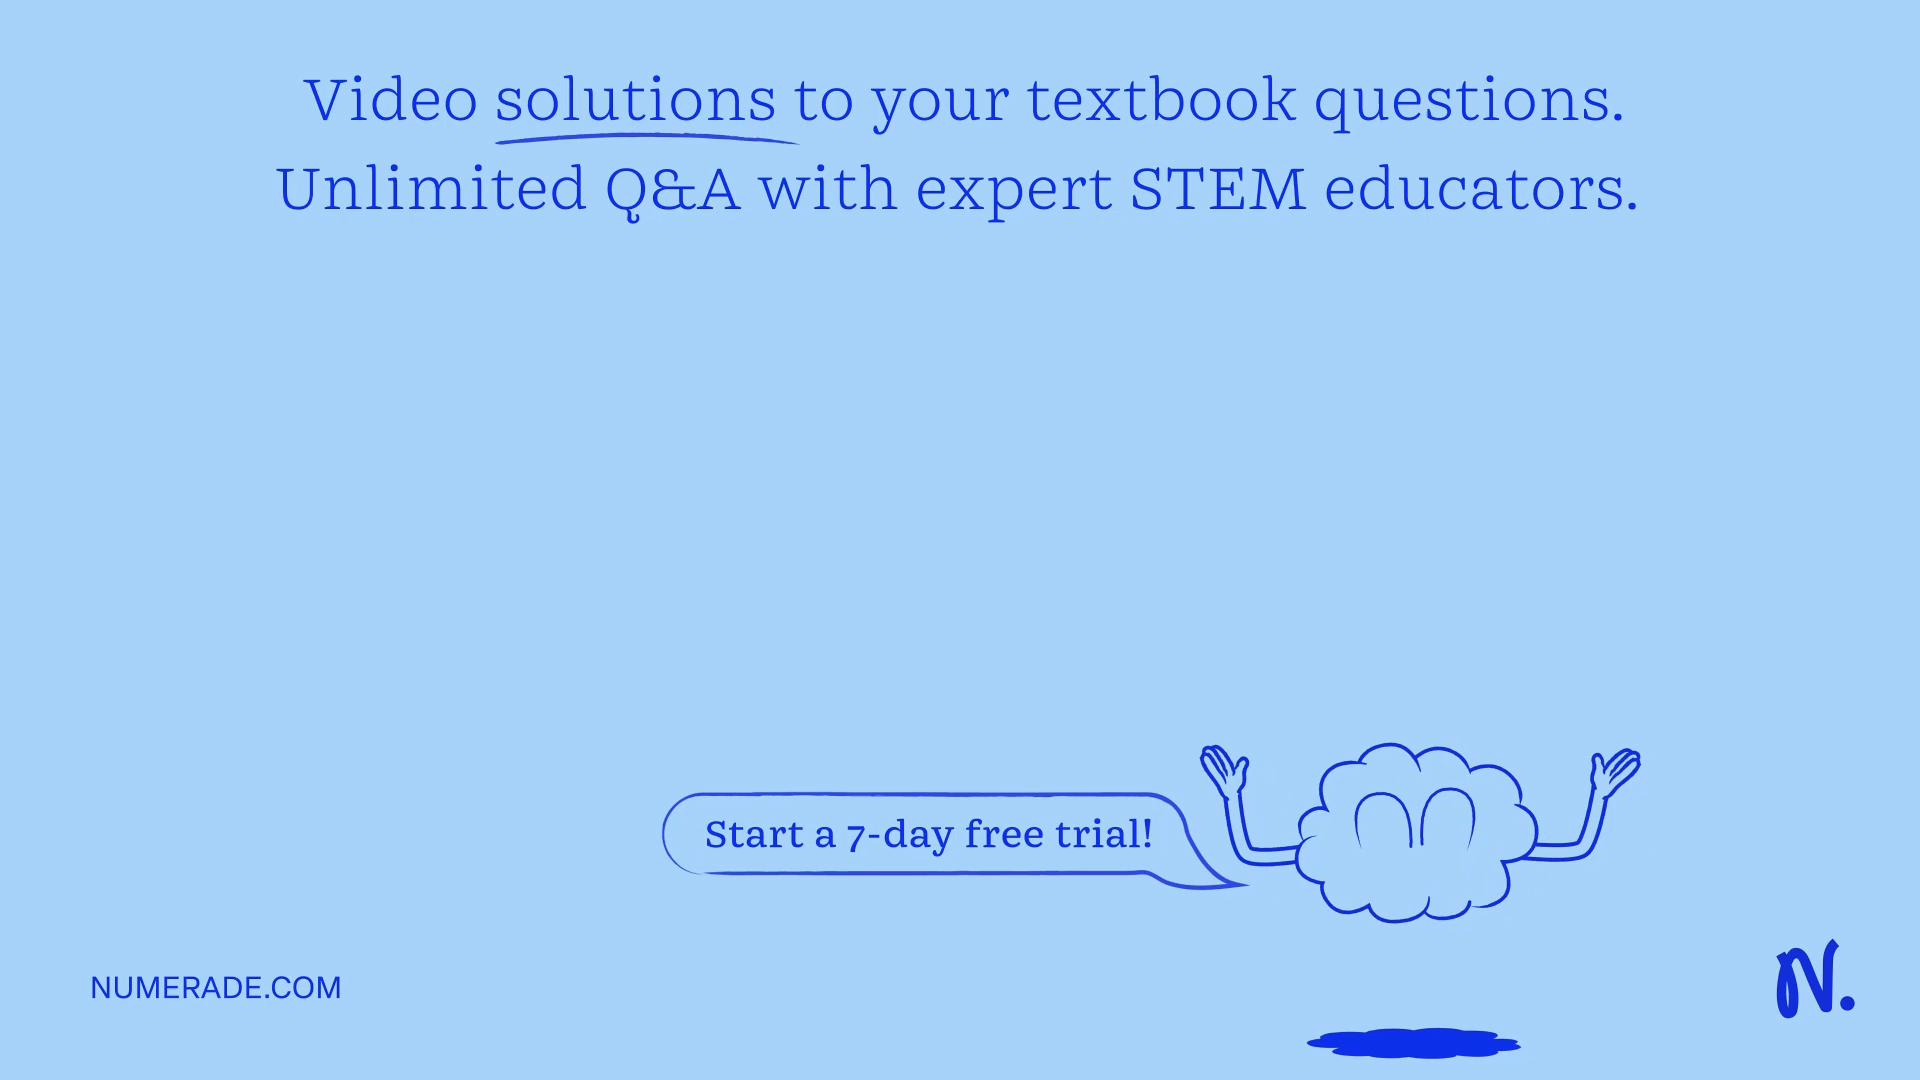 Video solutions to your textbook questions.
Unlimited Q&A with expert STEM educators.
Start a 7-day free trial!
NUMERADE.COM
N.